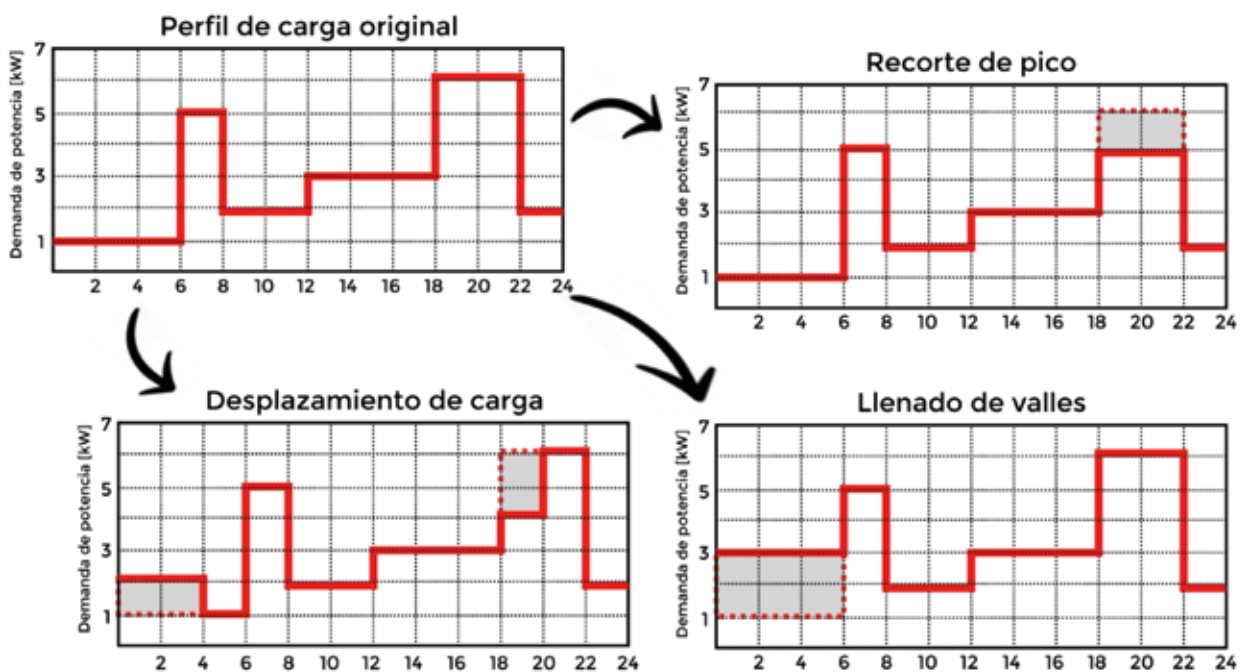 Perfil de carga original
Demanda de potencia [kW]
7
5
3
1
2 4 6 8 10 12 14 16 18 20 22 24
Recorte de pico
Demanda de potencia [kW]
7
5
3
1
2 4 6 8 10 12 14 16 18 20 22 24
Desplazamiento de carga
Demanda de potencia [kW]
7
5
3
1
2 4 6 8 10 12 14 16 18 20 22 24
Llenado de valles
Demanda de potencia [kW]
7
5
3
1
2 4 6 8 10 12 14 16 18 20 22 24